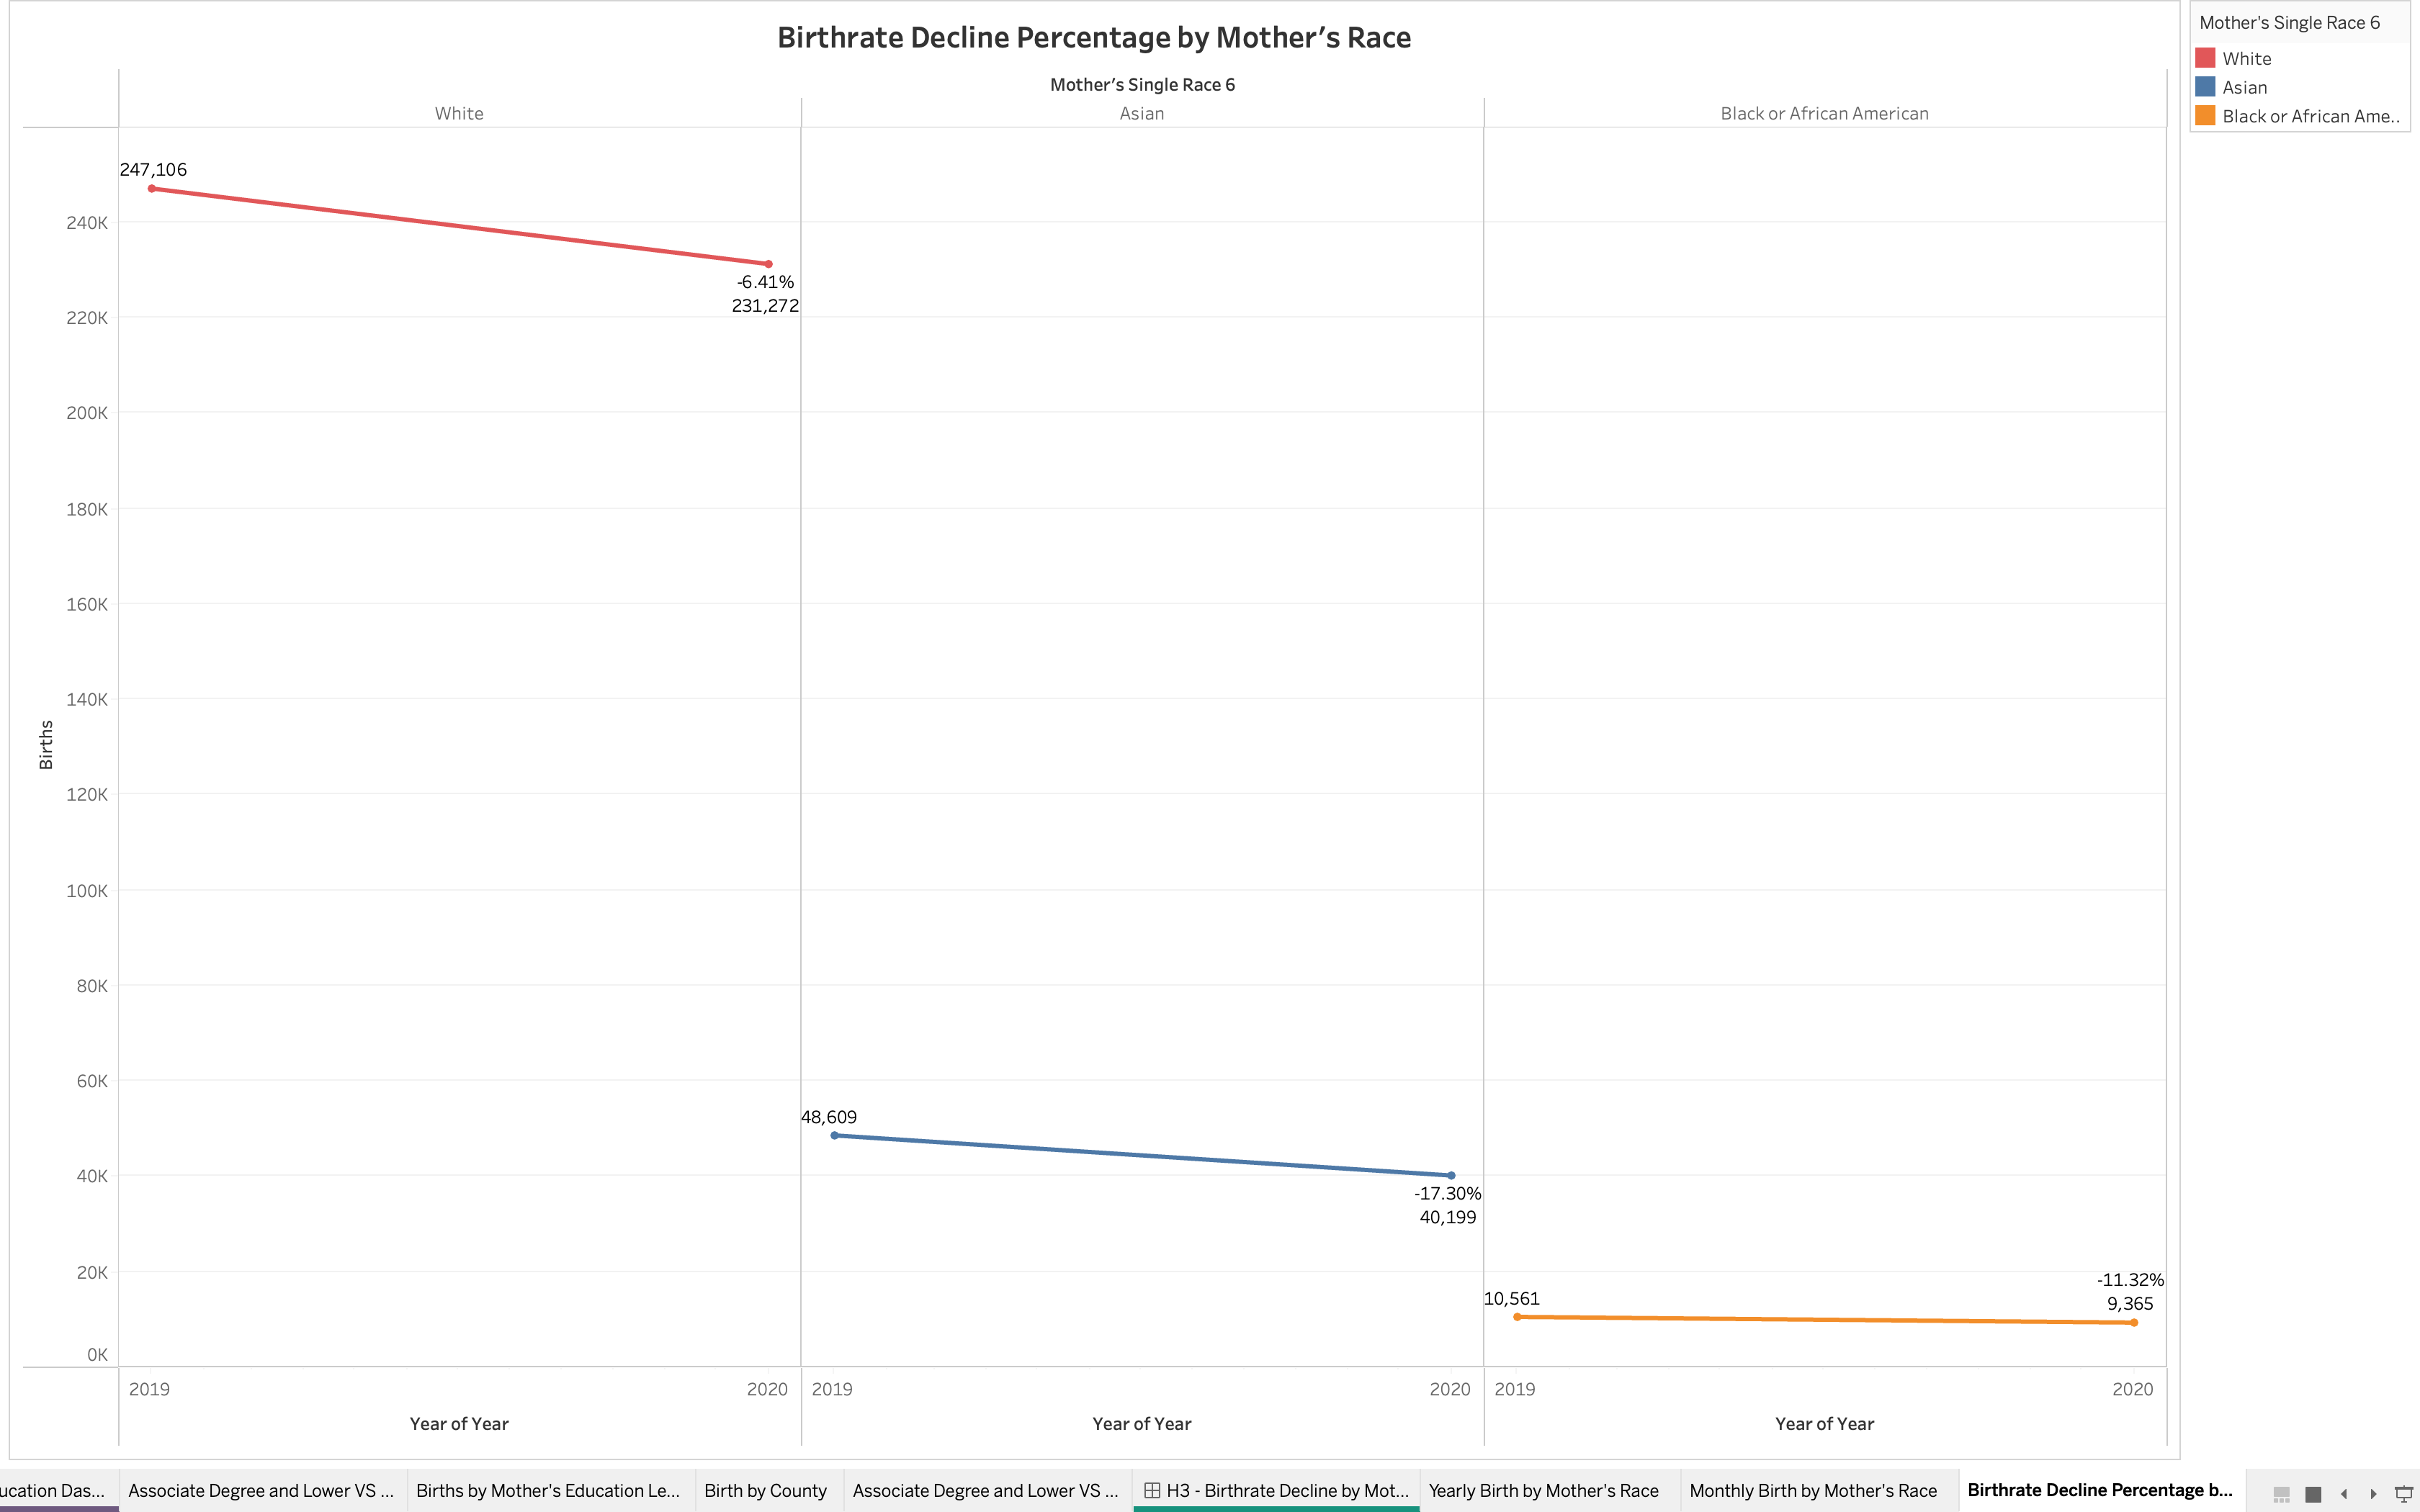 Birthrate Decline Percentage by Mother’s Race
Mother's Single Race 6
White
Asian
Black or African Ame..
Mother’s Single Race 6
White
Asian
Black or African American
247,106
-6.41%
231,272
48,609
-17.30%
40,199
10,561
-11.32%
9,365
Births
240K
220K
200K
180K
160K
140K
120K
100K
80K
60K
40K
20K
0K
2019
2020
2019
2020
2019
2020
Year of Year
Year of Year
Year of Year
ucation Das...
Associate Degree and Lower VS ...
Births by Mother's Education Le...
Birth by County
Associate Degree and Lower VS ...
H3 - Birthrate Decline by Mot...
Yearly Birth by Mother's Race
Monthly Birth by Mother's Race
Birthrate Decline Percentage b...